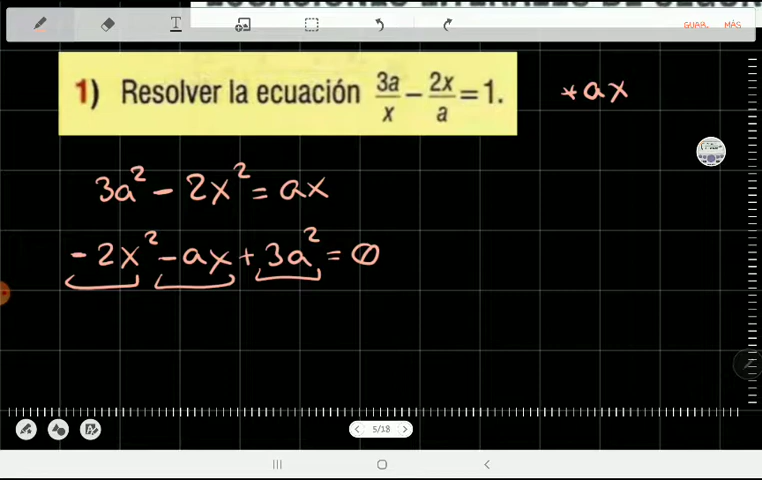 GUAR. MÁS
1) Resolver la ecuación 3a/x - 2x/a = 1. *ax
3a² - 2x² = ax
-2x² - ax + 3a² = 0
5/18